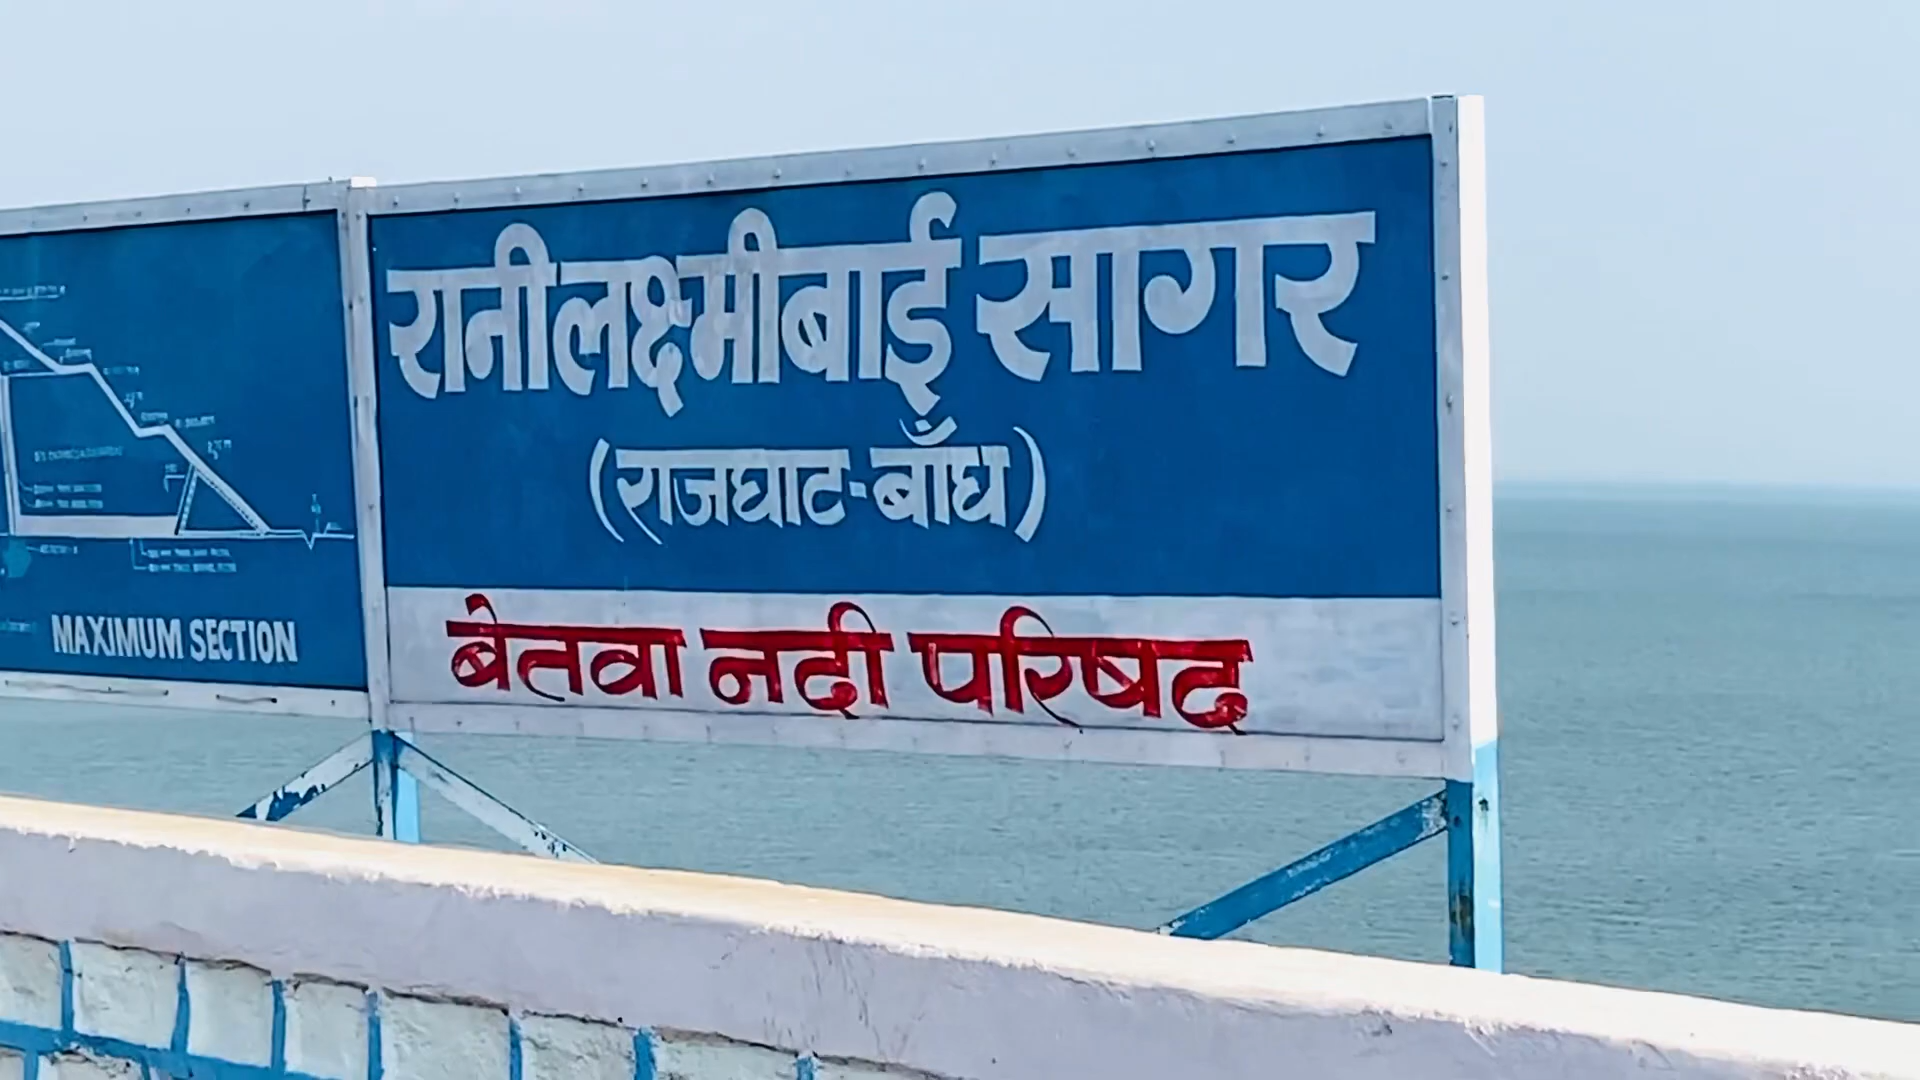 MAXIMUM SECTION
रानी लक्ष्मीबाई सागर
(राजघाट-बाँघ)
बेतवा नदी परिषद